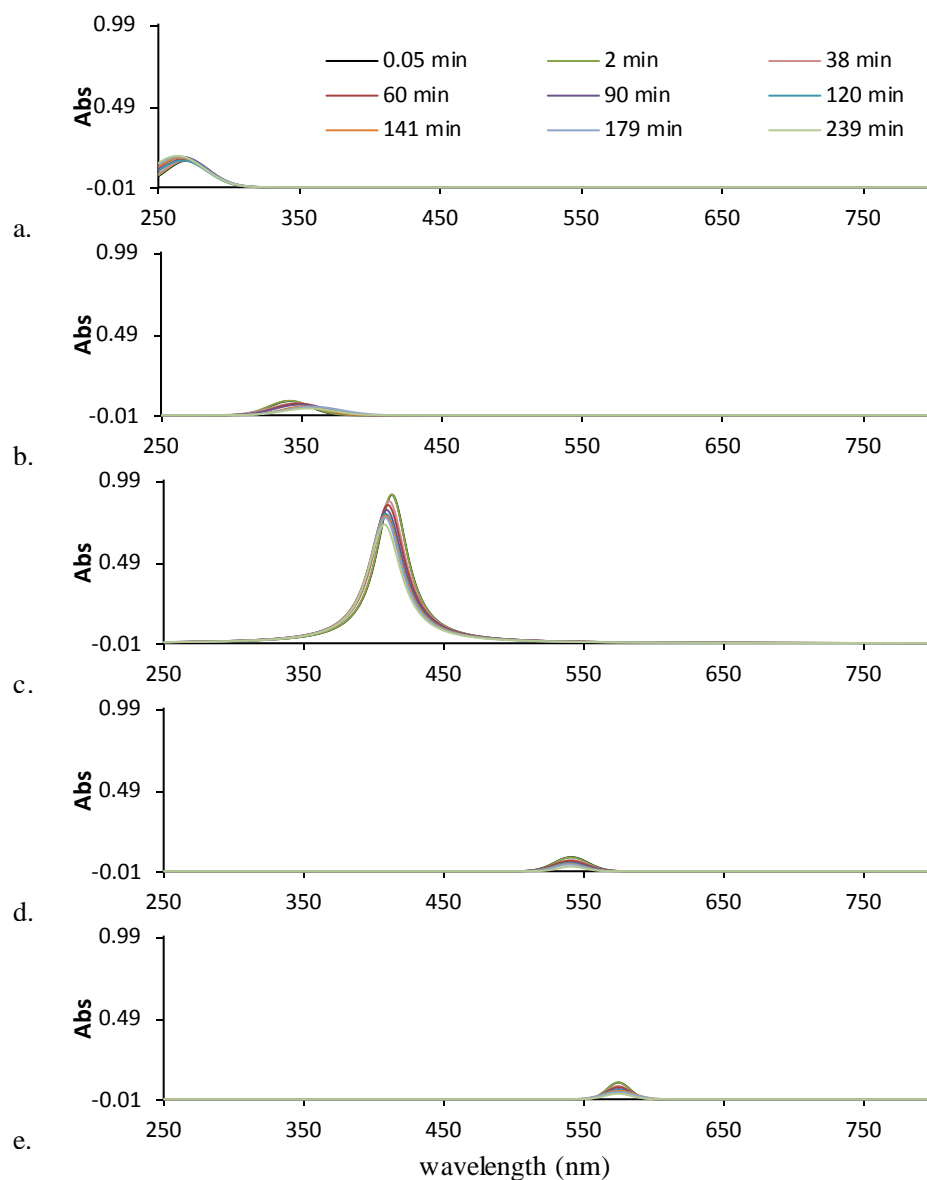 0.99
0.05 min 2 min 38 min
60 min 90 min 120 min
141 min 179 min 239 min
0.49
Abs
-0.01
250 350 450 550 650 750
a.
0.99
0.49
Abs
-0.01
250 350 450 550 650 750
b.
0.99
0.49
Abs
-0.01
250 350 450 550 650 750
c.
0.99
0.49
Abs
-0.01
250 350 450 550 650 750
d.
0.99
0.49
Abs
-0.01
250 350 450 550 650 750
e.
wavelength (nm)